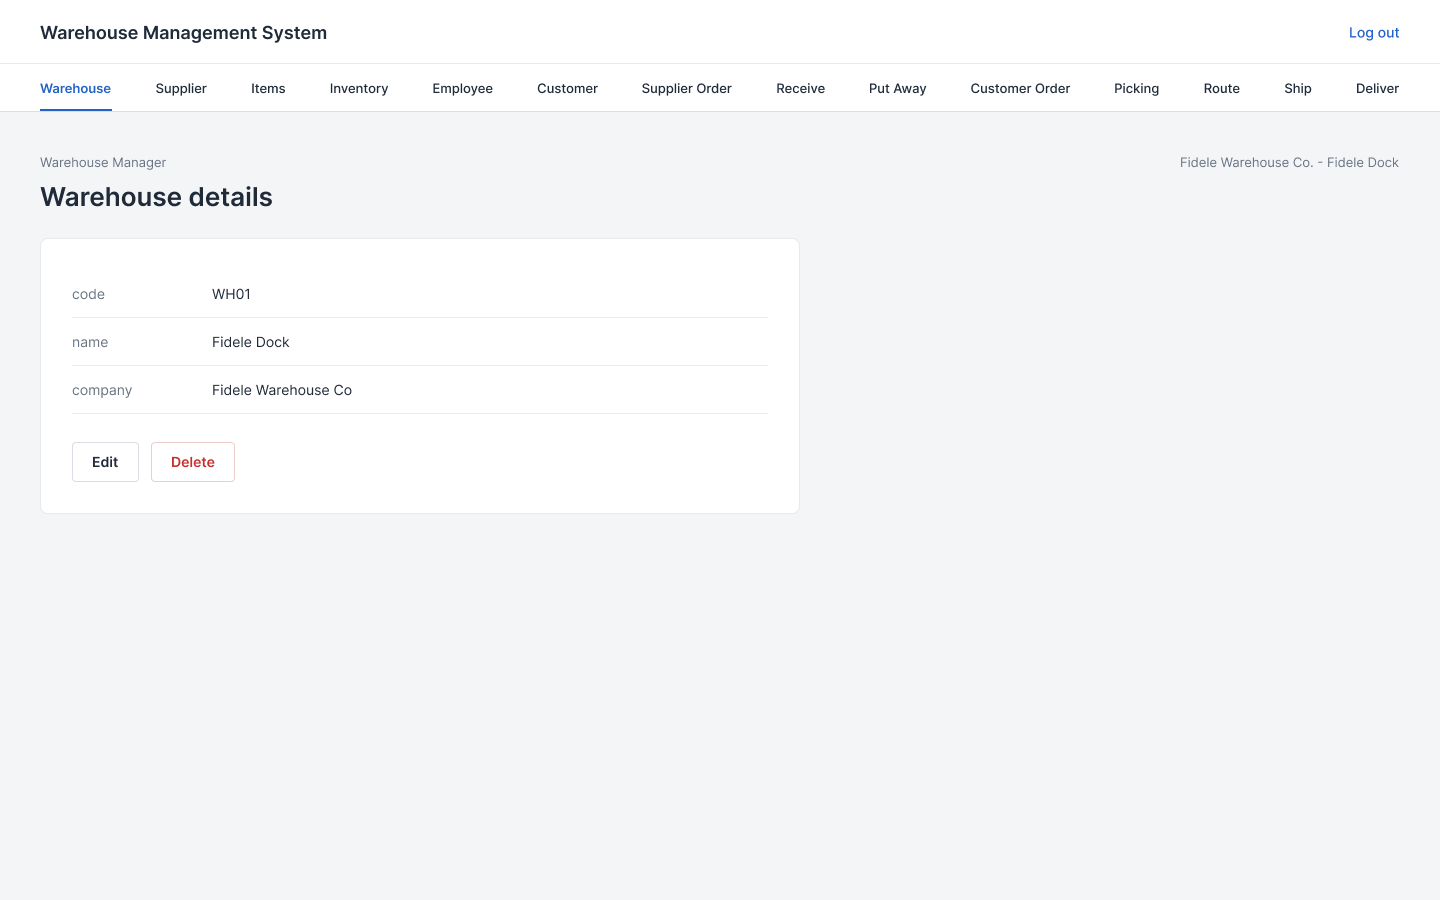 Warehouse Management System
Log out
Warehouse Supplier Items Inventory Employee Customer Supplier Order Receive Put Away Customer Order Picking Route Ship Deliver
Warehouse Manager
Fidele Warehouse Co. - Fidele Dock
Warehouse details
code WH01
name Fidele Dock
company Fidele Warehouse Co
Edit Delete